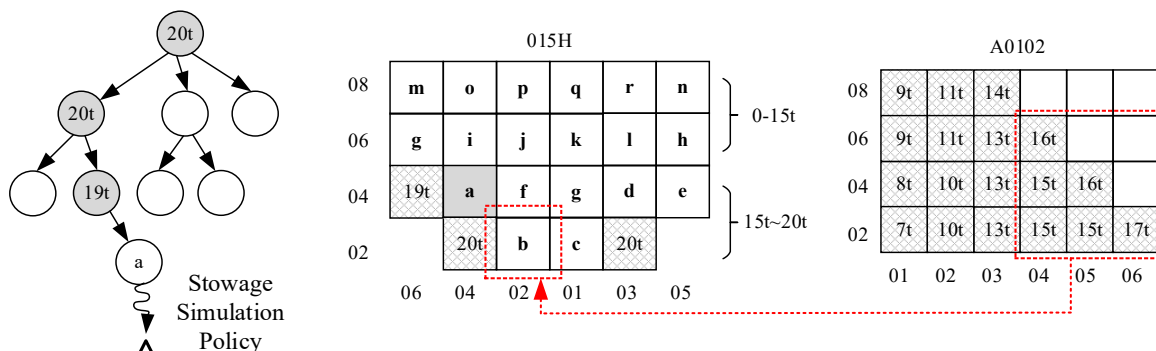 20t
20t
19t
a
Stowage
Simulation
Policy
015H
08 m o p q r n
06 g i j k l h
04 19t a f g d e
02 20t b c 20t
06 04 02 01 03 05
0-15t
15t~20t
A0102
08 9t 11t 14t
06 9t 11t 13t 16t
04 8t 10t 13t 15t 16t
02 7t 10t 13t 15t 15t 17t
01 02 03 04 05 06